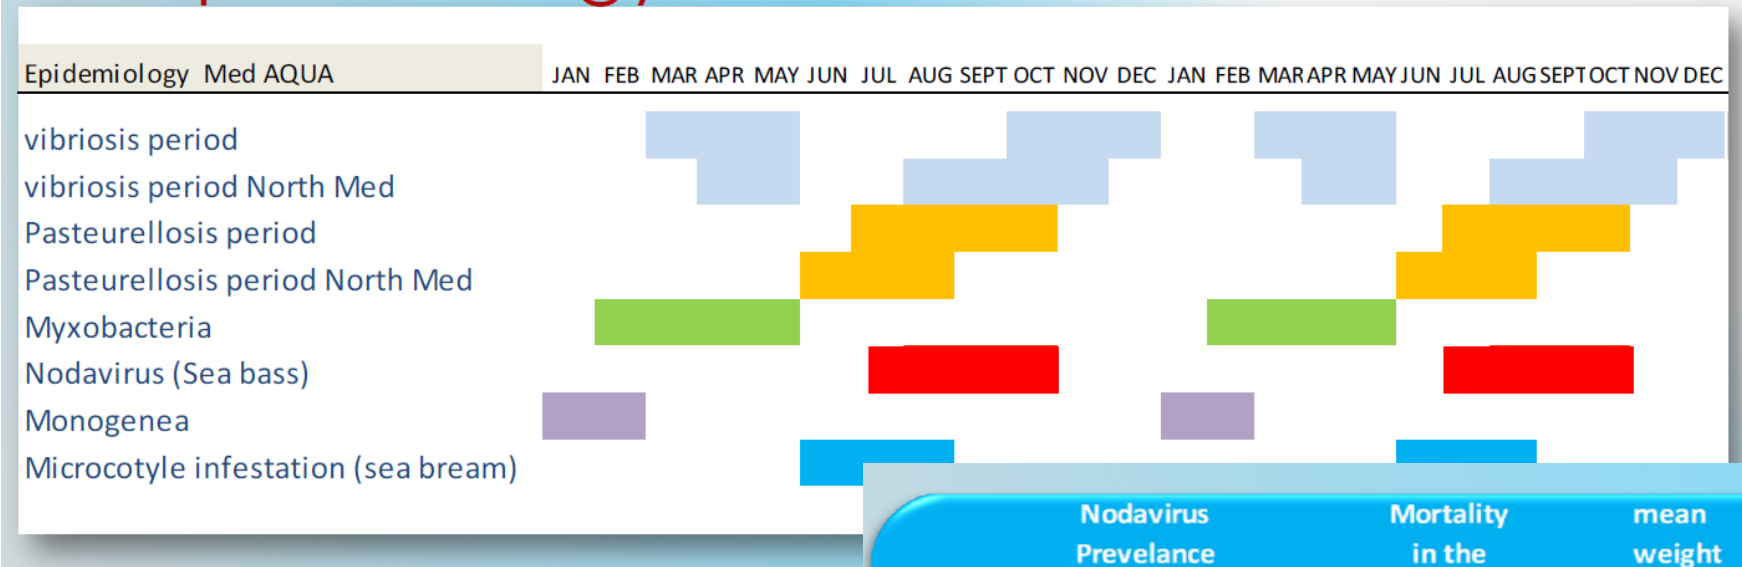 Epidemiology Med AQUA JAN FEB MAR APR MAY JUN JUL AUG SEPT OCT NOV DEC JAN FEB MAR APR MAY JUN JUL AUG SEPT OCT NOV DEC
vibriosis period
vibriosis period North Med
Pasteurellosis period
Pasteurellosis period North Med
Myxobacteria
Nodavirus (Sea bass)
Monogenea
Microcotyle infestation (sea bream)
Nodavirus Mortality mean
Prevelance in the weight